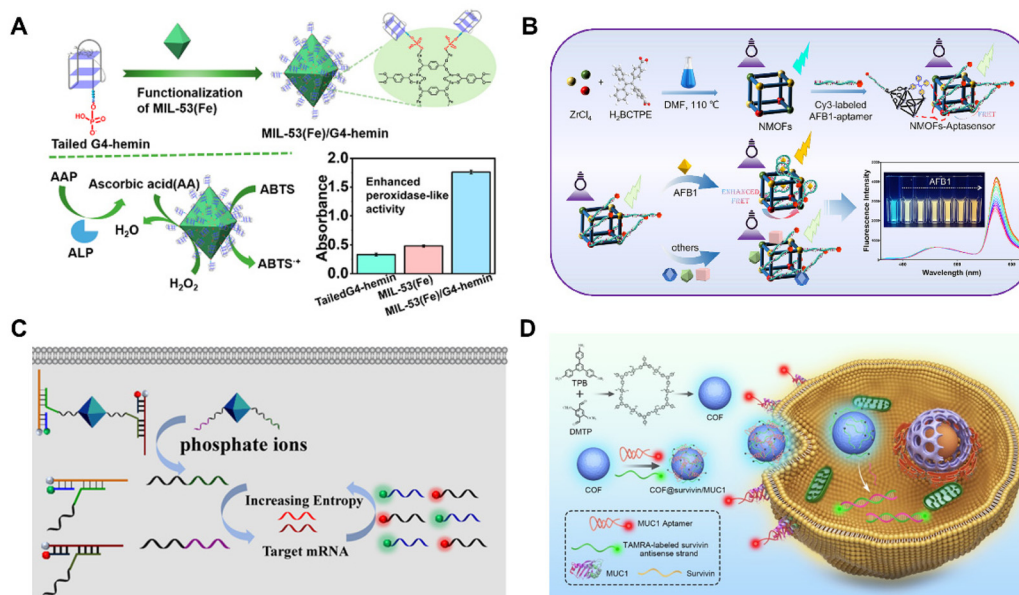 A
Functionalization
of MIL-53(Fe)
Tailed G4-hemin
MIL-53(Fe)/G4-hemin
AAP
Ascorbic acid(AA)
ABTS
ALP
H₂O
H₂O₂
ABTS·⁺
Absorbance
2.0
1.5
1.0
0.5
0.0
Enhanced
peroxidase-like
activity
TailedG4-hemin
MIL-53(Fe)
MIL-53(Fe)/G4-hemin
B
ZrCl₄
+
H₂BCTPE
DMF, 110 ℃
NMOFs
Cy3-labeled
AFB1-aptamer
FRET
NMOFs-Aptasensor
AFB1
ENHANCED
FRET
others
Fluorescence Intensity
AFB1
Wavelength (nm)
C
phosphate ions
Increasing Entropy
Target mRNA
D
TPB
+
DMTP
COF
COF
COF@survivin/MUC1
MUC1 Aptamer
TAMRA-labeled survivin
antisense strand
MUC1
Survivin